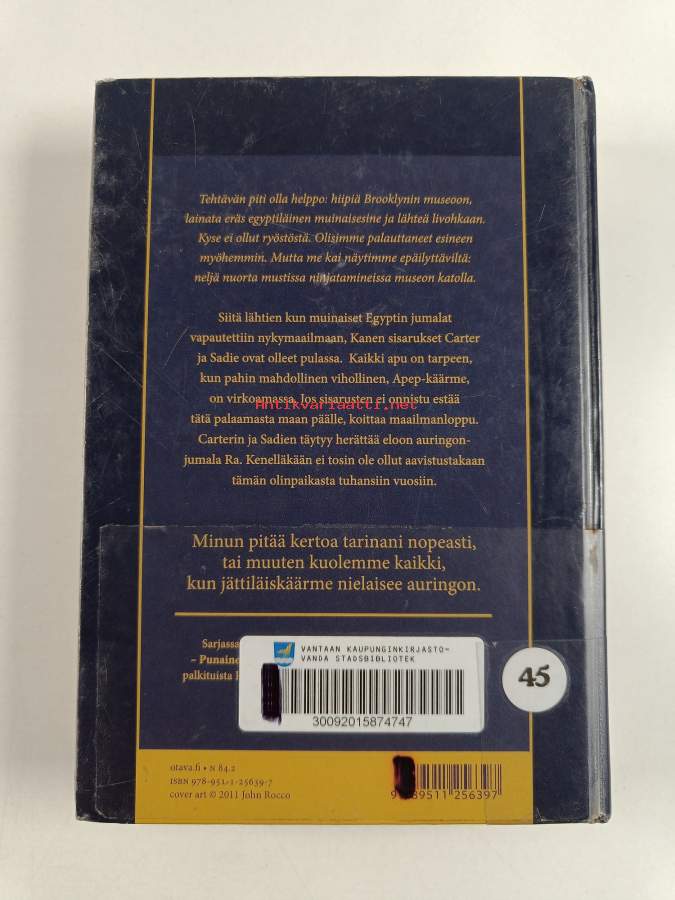 Tehtävän piti olla helppo: hiipiä Brooklynin museoon,
lainata eräs egyptiläinen muinaisesine ja lähteä livohkaan.
Kyse ei ollut ryöstöstä. Olisimme palauttaneet esineen
myöhemmin. Mutta me kai näytimme epäilyttäviltä:
neljä nuorta mustissa ninjatamineissa museon katolla.
Siitä lähtien kun muinaiset Egyptin jumalat
vapautettiin nykymaailmaan, Kanen sisarukset Carter
ja Sadie ovat olleet pulassa. Kaikki apu on tarpeen,
kun pahin mahdollinen vihollinen, Apep-käärme,
on virkoamassa. Jos sisarusten ei onnistu estää
Antikvariaatti.net
tätä palaamasta maan päälle, koittaa maailmanloppu.
Carterin ja Sadien täytyy herättää eloon auringon-
jumala Ra. Kenelläkään ei tosin ole ollut aavistustakaan
tämän olinpaikasta tuhansiin vuosiin.
Minun pitää kertoa tarinani nopeasti,
tai muuten kuolemme kaikki,
kun jättiläiskäärme nielaisee auringon.
Sarjassa
– Punaine
palkituista
VANTAAN KAUPUNGINKIRJASTO-
VANDA STADSBIBLIOTEK
30092015874747
45
otava.fi • N 84.2
ISBN 978-951-1-25639-7
cover art © 2011 John Rocco
9 789511 256397